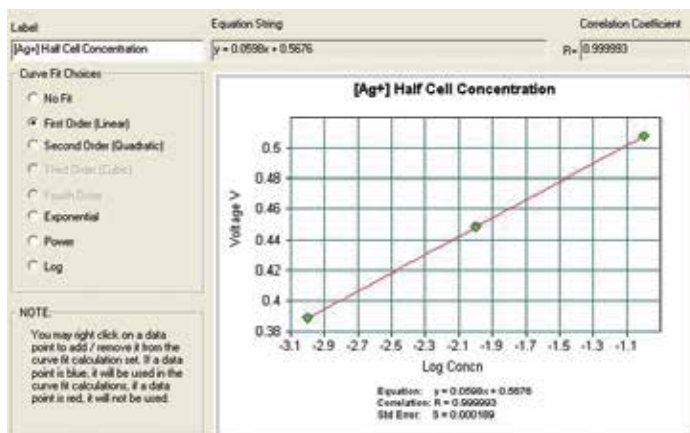 Label
Equation String
Correlation Coefficient
[Ag+] Half Cell Concentration
y = 0.0598x + 0.5676
R= 0.999993
Curve Fit Choices
No Fit
First Order (Linear)
Second Order (Quadratic)
Third Order (Cubic)
Fourth Order
Exponential
Power
Log
NOTE:
You may right click on a data
point to add / remove it from the
curve fit calculation set. If a data
point is blue, it will be used in the
curve fit calculations, if a data
point is red, it will not be used.
[Ag+] Half Cell Concentration
Voltage V
0.5
0.48
0.46
0.44
0.42
0.4
0.38
-3.1 -2.9 -2.7 -2.5 -2.3 -2.1 -1.9 -1.7 -1.5 -1.3 -1.1
Log Concn
Equation: y = 0.0598x + 0.5676
Correlation: R = 0.999993
Std Error: S = 0.000189